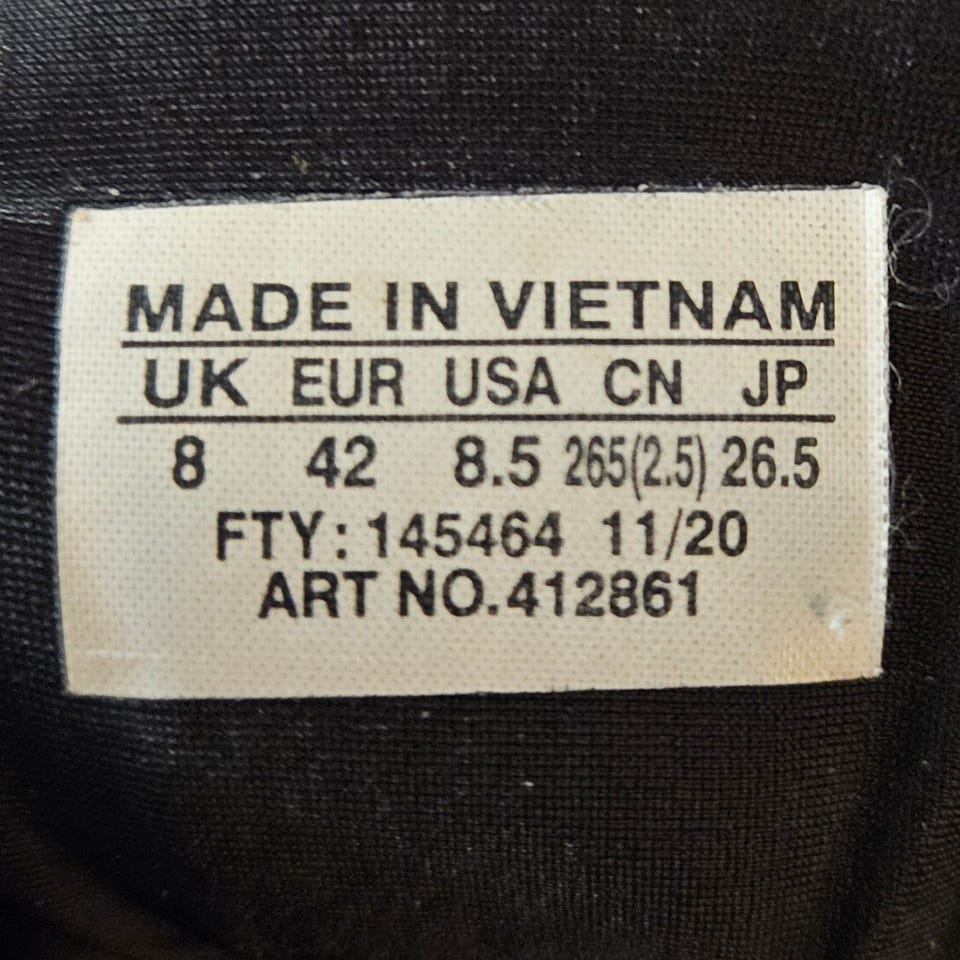 MADE IN VIETNAM
UK EUR USA CN JP
8 42 8.5 265(2.5) 26.5
FTY: 145464 11/20
ART NO.412861